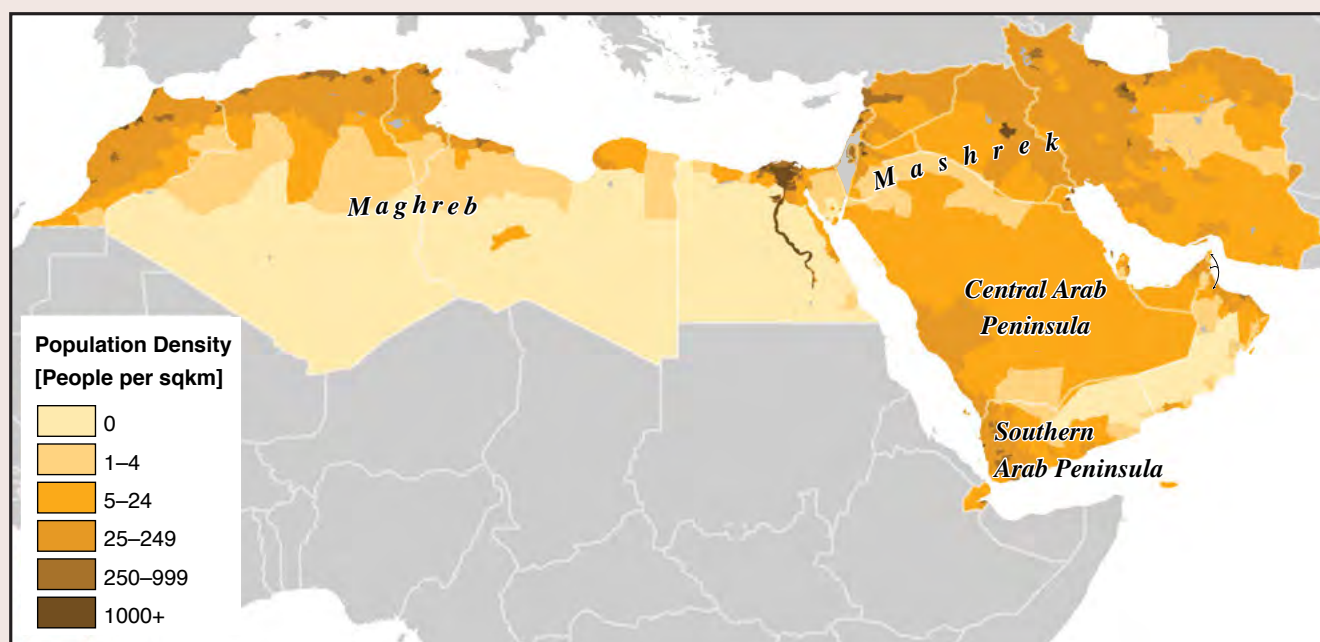 Maghreb
Mashrek
Central Arab
Peninsula
Southern
Arab Peninsula
Population Density
[People per sqkm]
0
1–4
5–24
25–249
250–999
1000+